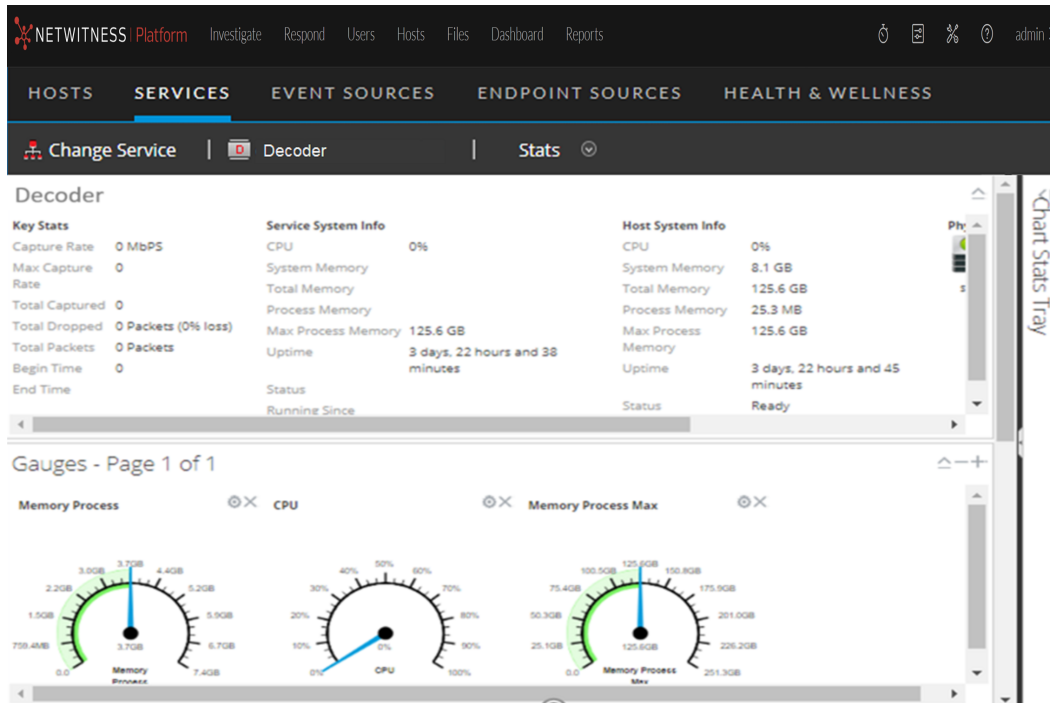 NETWITNESS Platform Investigate Respond Users Hosts Files Dashboard Reports admin
HOSTS SERVICES EVENT SOURCES ENDPOINT SOURCES HEALTH & WELLNESS
Change Service | D Decoder | Stats
Decoder
Key Stats
Capture Rate 0 MbPS
Max Capture Rate 0
Total Captured 0
Total Dropped 0 Packets (0% loss)
Total Packets 0 Packets
Begin Time 0
End Time
Service System Info
CPU 0%
System Memory
Total Memory
Process Memory
Max Process Memory 125.6 GB
Uptime 3 days, 22 hours and 38 minutes
Status
Running Since
Host System Info
CPU 0%
System Memory 8.1 GB
Total Memory 125.6 GB
Process Memory 25.3 MB
Max Process Memory 125.6 GB
Uptime 3 days, 22 hours and 45 minutes
Status Ready
Chart Stats Tray
Gauges - Page 1 of 1
Memory Process
0.0 759.4MB 1.5GB 2.2GB 3.0GB 3.7GB 4.4GB 5.2GB 5.9GB 6.7GB 7.4GB
3.7GB
Memory
Process
CPU
0% 10% 20% 30% 40% 50% 60% 70% 80% 90% 100%
0%
CPU
Memory Process Max
0.0 25.1GB 50.3GB 75.4GB 100.5GB 125.6GB 150.8GB 175.9GB 201.0GB 226.2GB 251.3GB
125.6GB
Memory Process
Max